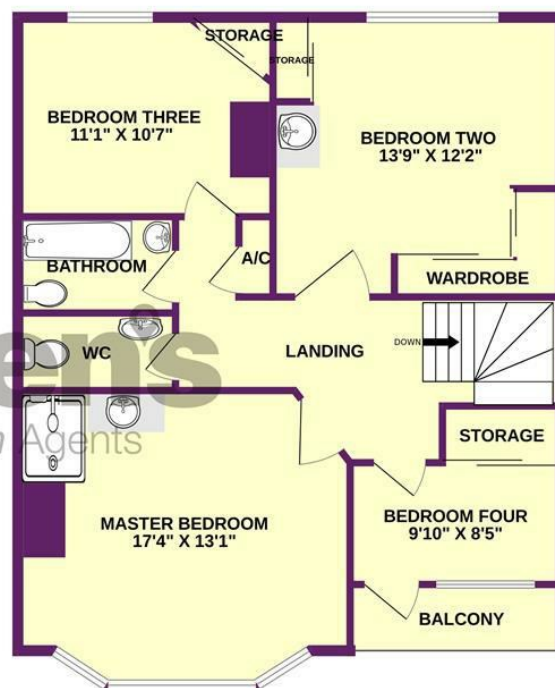 STORAGE
STORAGE
BEDROOM THREE
11'1" X 10'7"
BEDROOM TWO
13'9" X 12'2"
BATHROOM
A/C
WARDROBE
WC
LANDING
DOWN
STORAGE
MASTER BEDROOM
17'4" X 13'1"
BEDROOM FOUR
9'10" X 8'5"
BALCONY
Agents